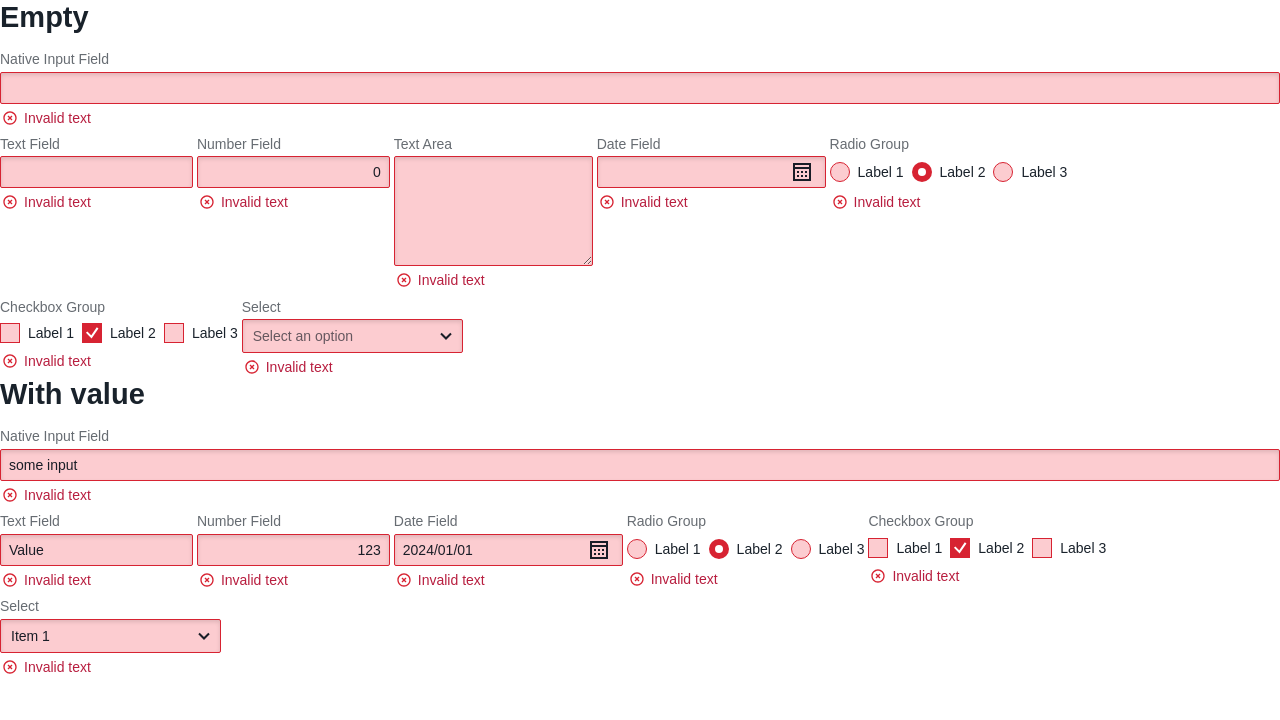 Empty
Native Input Field
Invalid text
Text Field Number Field Text Area Date Field Radio Group
0 Label 1 Label 2 Label 3
Invalid text Invalid text Invalid text Invalid text
Invalid text
Checkbox Group Select
Label 1 Label 2 Label 3 Select an option
Invalid text Invalid text
With value
Native Input Field
some input
Invalid text
Text Field Number Field Date Field Radio Group Checkbox Group
Value 123 2024/01/01 Label 1 Label 2 Label 3 Label 1 Label 2 Label 3
Invalid text Invalid text Invalid text Invalid text Invalid text
Select
Item 1
Invalid text